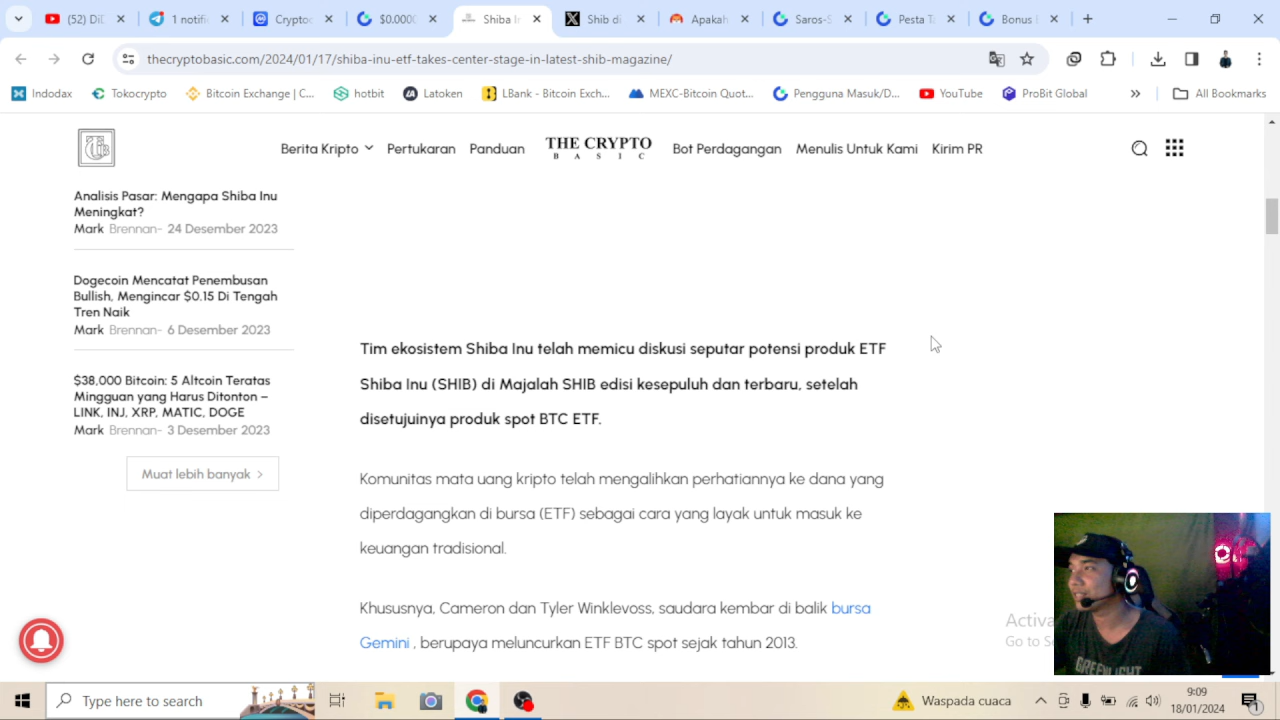 (52) Di
1 notifi
Crypto
$0.0000
Shiba In
Shib di
Apakah
Saros-S
Pesta T
Bonus
thecryptobasic.com/2024/01/17/shiba-inu-etf-takes-center-stage-in-latest-shib-magazine/
Indodax
Tokocrypto
Bitcoin Exchange | C...
hotbit
Latoken
LBank - Bitcoin Exch...
MEXC-Bitcoin Quot...
Pengguna Masuk/D...
YouTube
ProBit Global
All Bookmarks
Berita Kripto
Pertukaran
Panduan
THE CRYPTO
BASIC
Bot Perdagangan
Menulis Untuk Kami
Kirim PR
Analisis Pasar: Mengapa Shiba Inu
Meningkat?
Mark Brennan- 24 Desember 2023
Dogecoin Mencatat Penembusan
Bullish, Mengincar $0.15 Di Tengah
Tren Naik
Mark Brennan- 6 Desember 2023
$38,000 Bitcoin: 5 Altcoin Teratas
Mingguan yang Harus Ditonton –
LINK, INJ, XRP, MATIC, DOGE
Mark Brennan- 3 Desember 2023
Muat lebih banyak
Tim ekosistem Shiba Inu telah memicu diskusi seputar potensi produk ETF
Shiba Inu (SHIB) di Majalah SHIB edisi kesepuluh dan terbaru, setelah
disetujuinya produk spot BTC ETF.
Komunitas mata uang kripto telah mengalihkan perhatiannya ke dana yang
diperdagangkan di bursa (ETF) sebagai cara yang layak untuk masuk ke
keuangan tradisional.
Khususnya, Cameron dan Tyler Winklevoss, saudara kembar di balik bursa
Gemini , berupaya meluncurkan ETF BTC spot sejak tahun 2013.
Activa
Go to S
GREENLIGHT
Type here to search
Waspada cuaca
9:09
18/01/2024
1